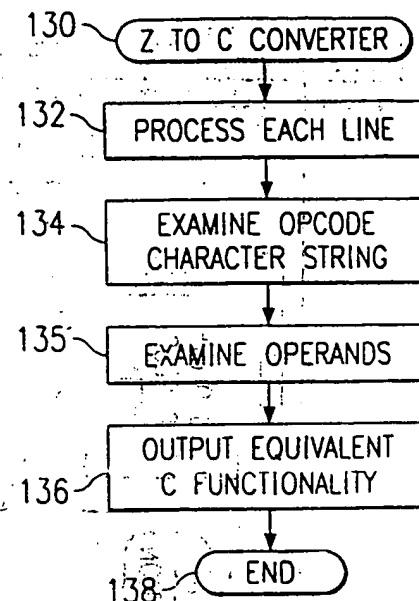 130 Z TO C CONVERTER
132 PROCESS EACH LINE
134 EXAMINE OPCODE
CHARACTER STRING
135 EXAMINE OPERANDS
OUTPUT EQUIVALENT
136 C FUNCTIONALITY
138 END